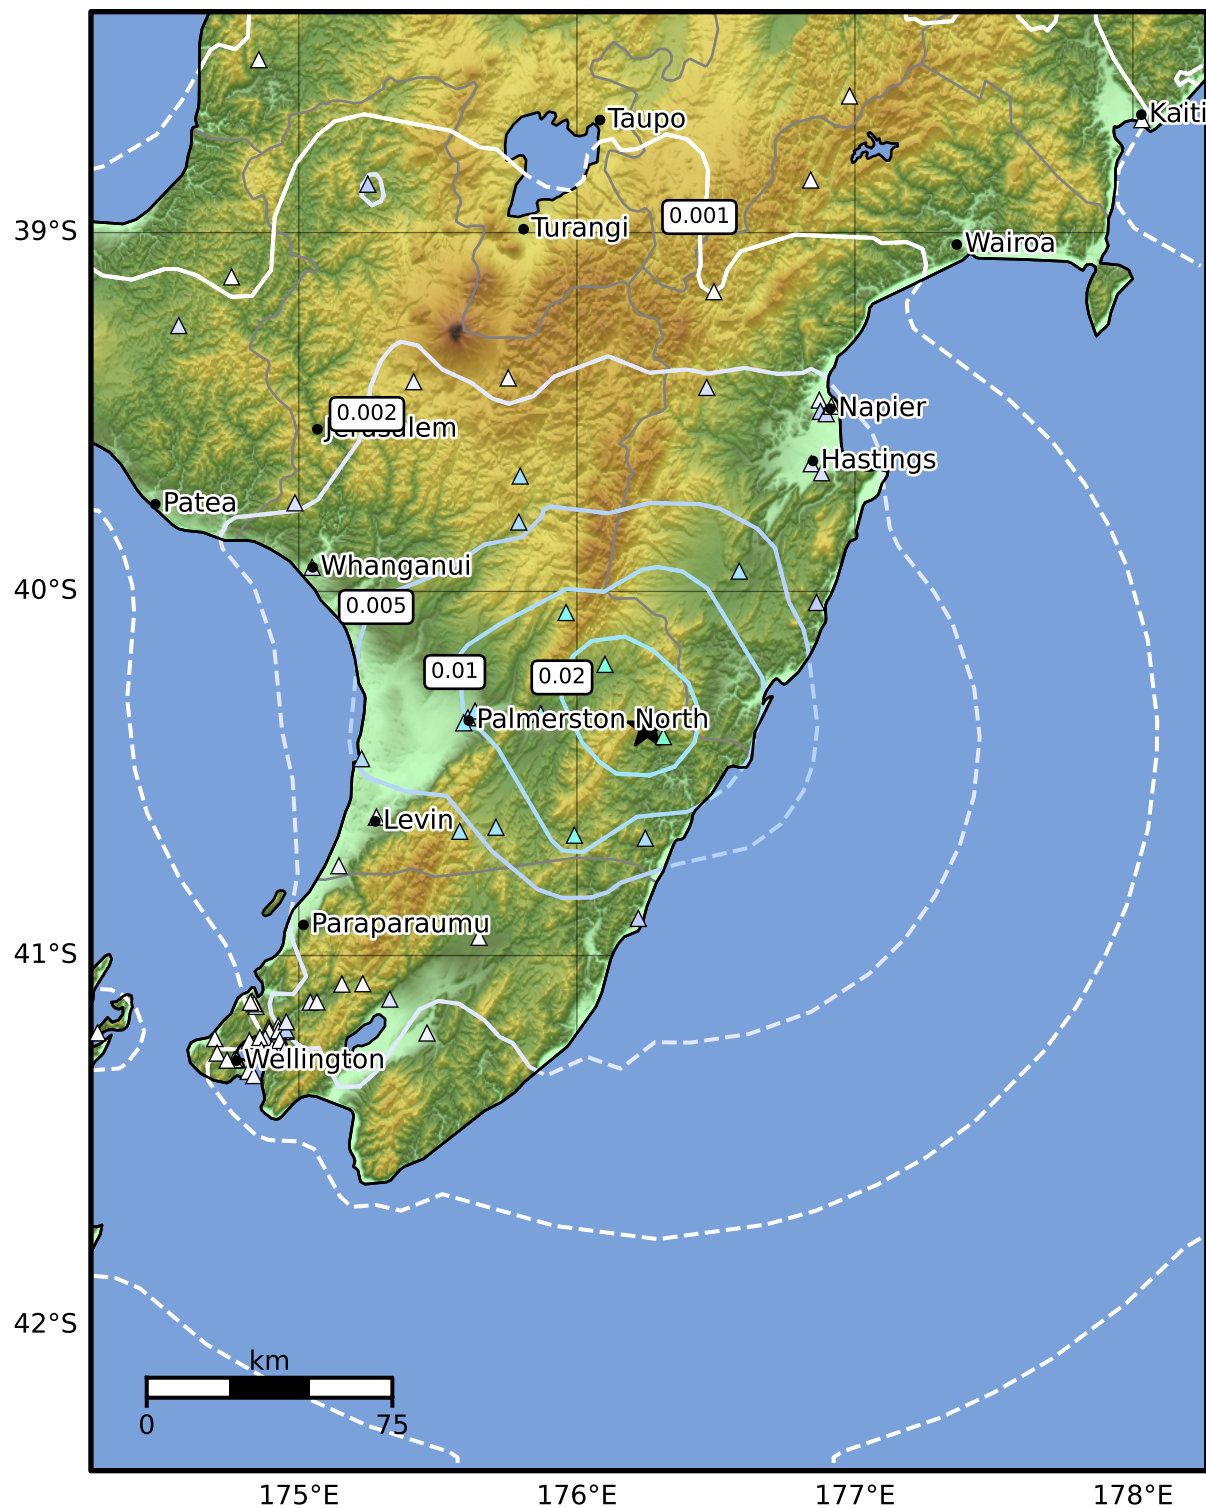 Kaiti
Taupo
0.001
Turangi
39°S
Wairoa
0.002
Jerusalem
Napier
Hastings
Patea
Whanganui
40°S
0.005
0.01
0.02
Palmerston North
Levin
Paraparaumu
41°S
Wellington
42°S
km
0
75
175°E
176°E
177°E
178°E